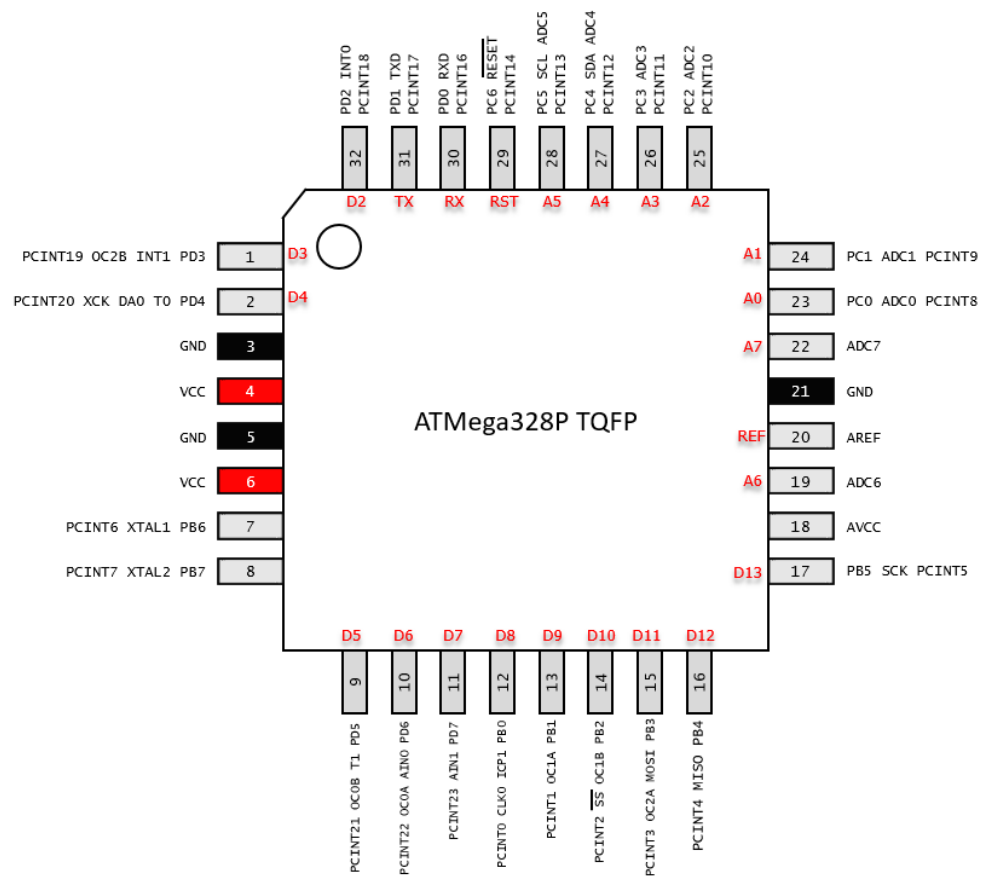 PD2 INT0
PCINT18
PD1 TXD
PCINT17
PD0 RXD
PCINT16
PC6 RESET
PCINT14
PC5 SCL ADC5
PCINT13
PC4 SDA ADC4
PCINT12
PC3 ADC3
PCINT11
PC2 ADC2
PCINT10
32 31 30 29 28 27 26 25
D2 TX RX RST A5 A4 A3 A2
PCINT19 OC2B INT1 PD3 1 D3
A1 24 PC1 ADC1 PCINT9
PCINT20 XCK DA0 T0 PD4 2 D4
A0 23 PC0 ADC0 PCINT8
GND 3
A7 22 ADC7
VCC 4
21 GND
ATMega328P TQFP
GND 5
REF 20 AREF
VCC 6
A6 19 ADC6
PCINT6 XTAL1 PB6 7
18 AVCC
PCINT7 XTAL2 PB7 8
D13 17 PB5 SCK PCINT5
D5 D6 D7 D8 D9 D10 D11 D12
9 10 11 12 13 14 15 16
PCINT21 OC0B T1 PD5
PCINT22 OC0A AIN0 PD6
PCINT23 AIN1 PD7
PCINT0 CLK0 ICP1 PB0
PCINT1 OC1A PB1
PCINT2 SS OC1B PB2
PCINT3 OC2A MOSI PB3
PCINT4 MISO PB4